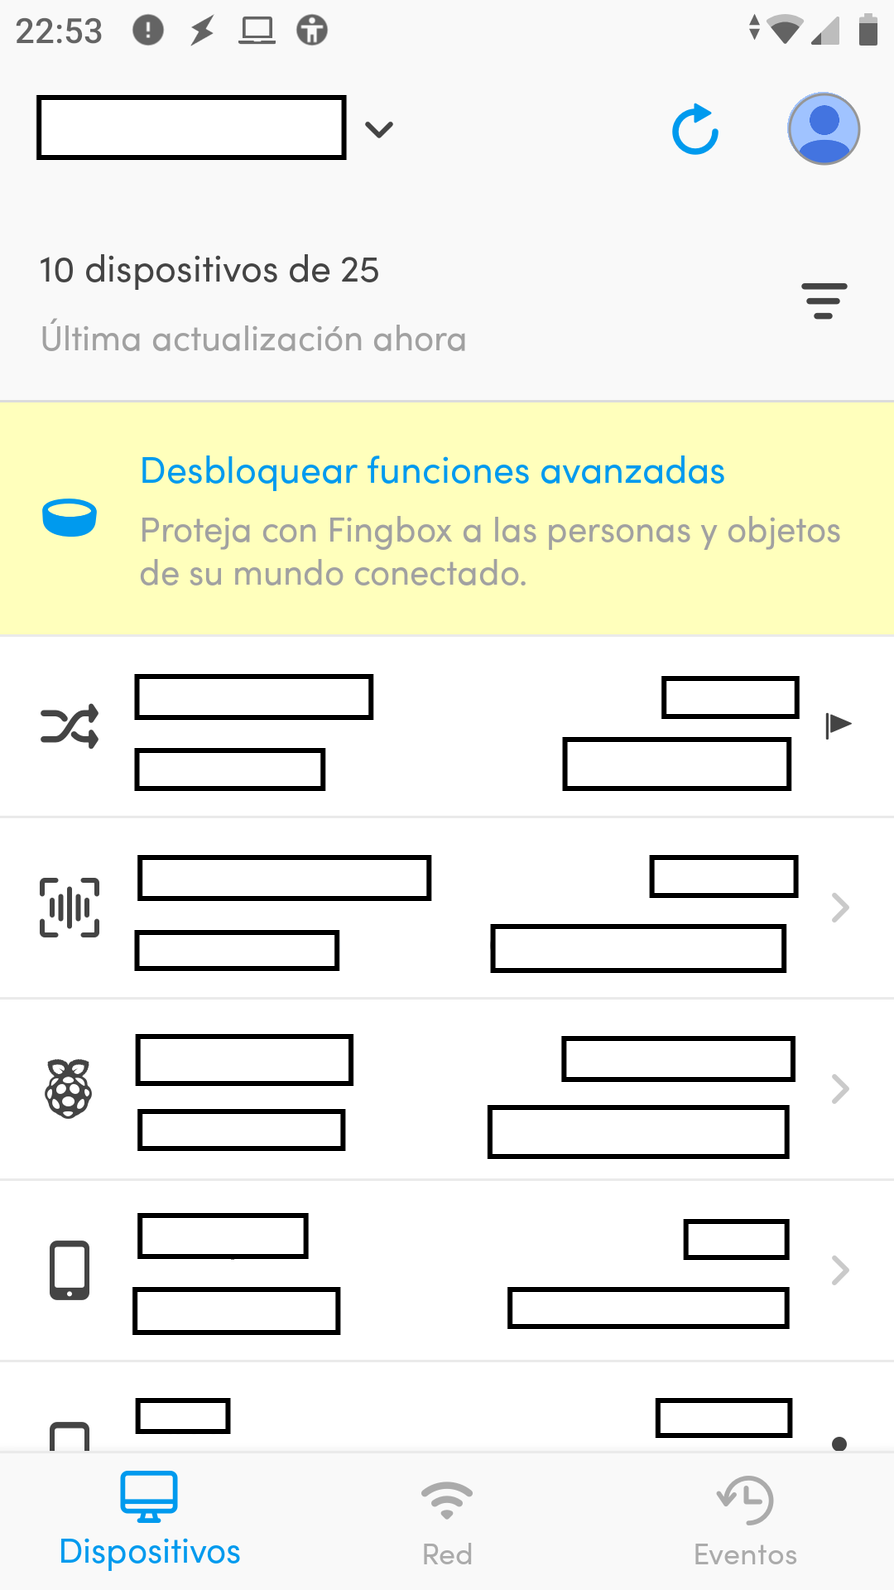 22:53
10 dispositivos de 25
Última actualización ahora
Desbloquear funciones avanzadas
Proteja con Fingbox a las personas y objetos
de su mundo conectado.
Dispositivos
Red
Eventos